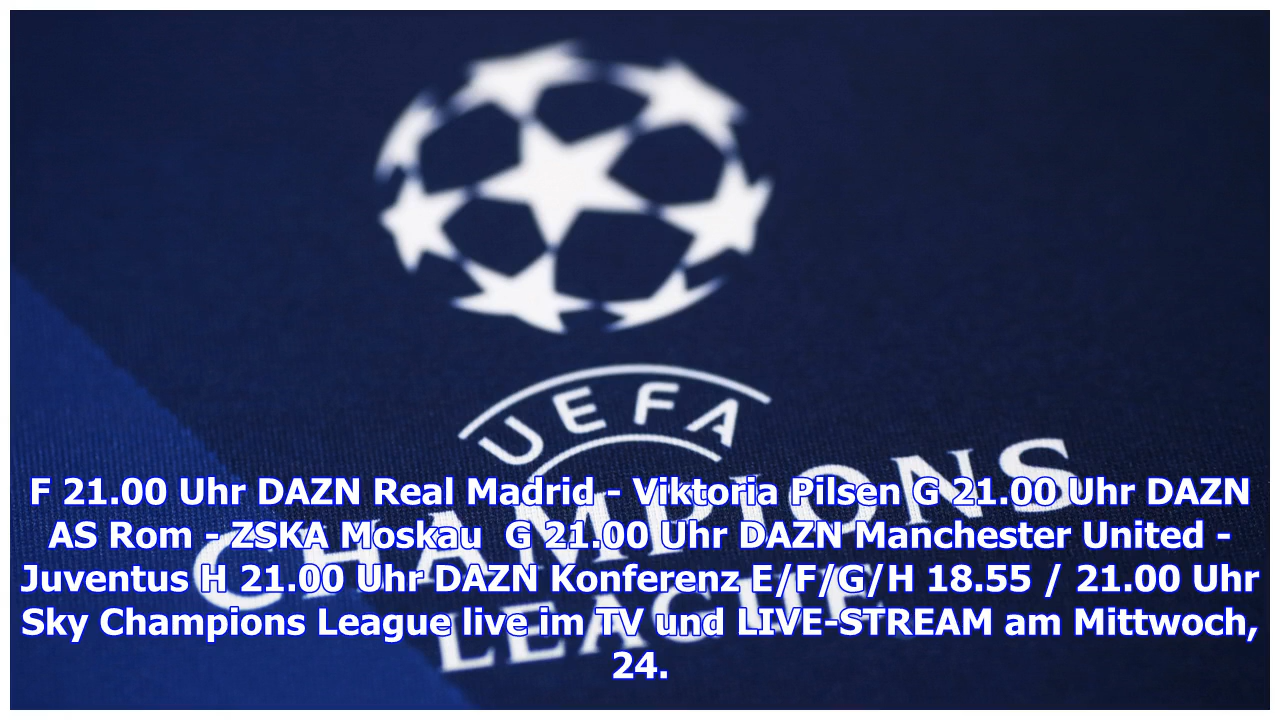 UEFA
CHAMPIONS
LEAGUE
F 21.00 Uhr DAZN Real Madrid - Viktoria Pilsen G 21.00 Uhr DAZN
AS Rom - ZSKA Moskau  G 21.00 Uhr DAZN Manchester United -
Juventus H 21.00 Uhr DAZN Konferenz E/F/G/H 18.55 / 21.00 Uhr
Sky Champions League live im TV und LIVE-STREAM am Mittwoch,
24.